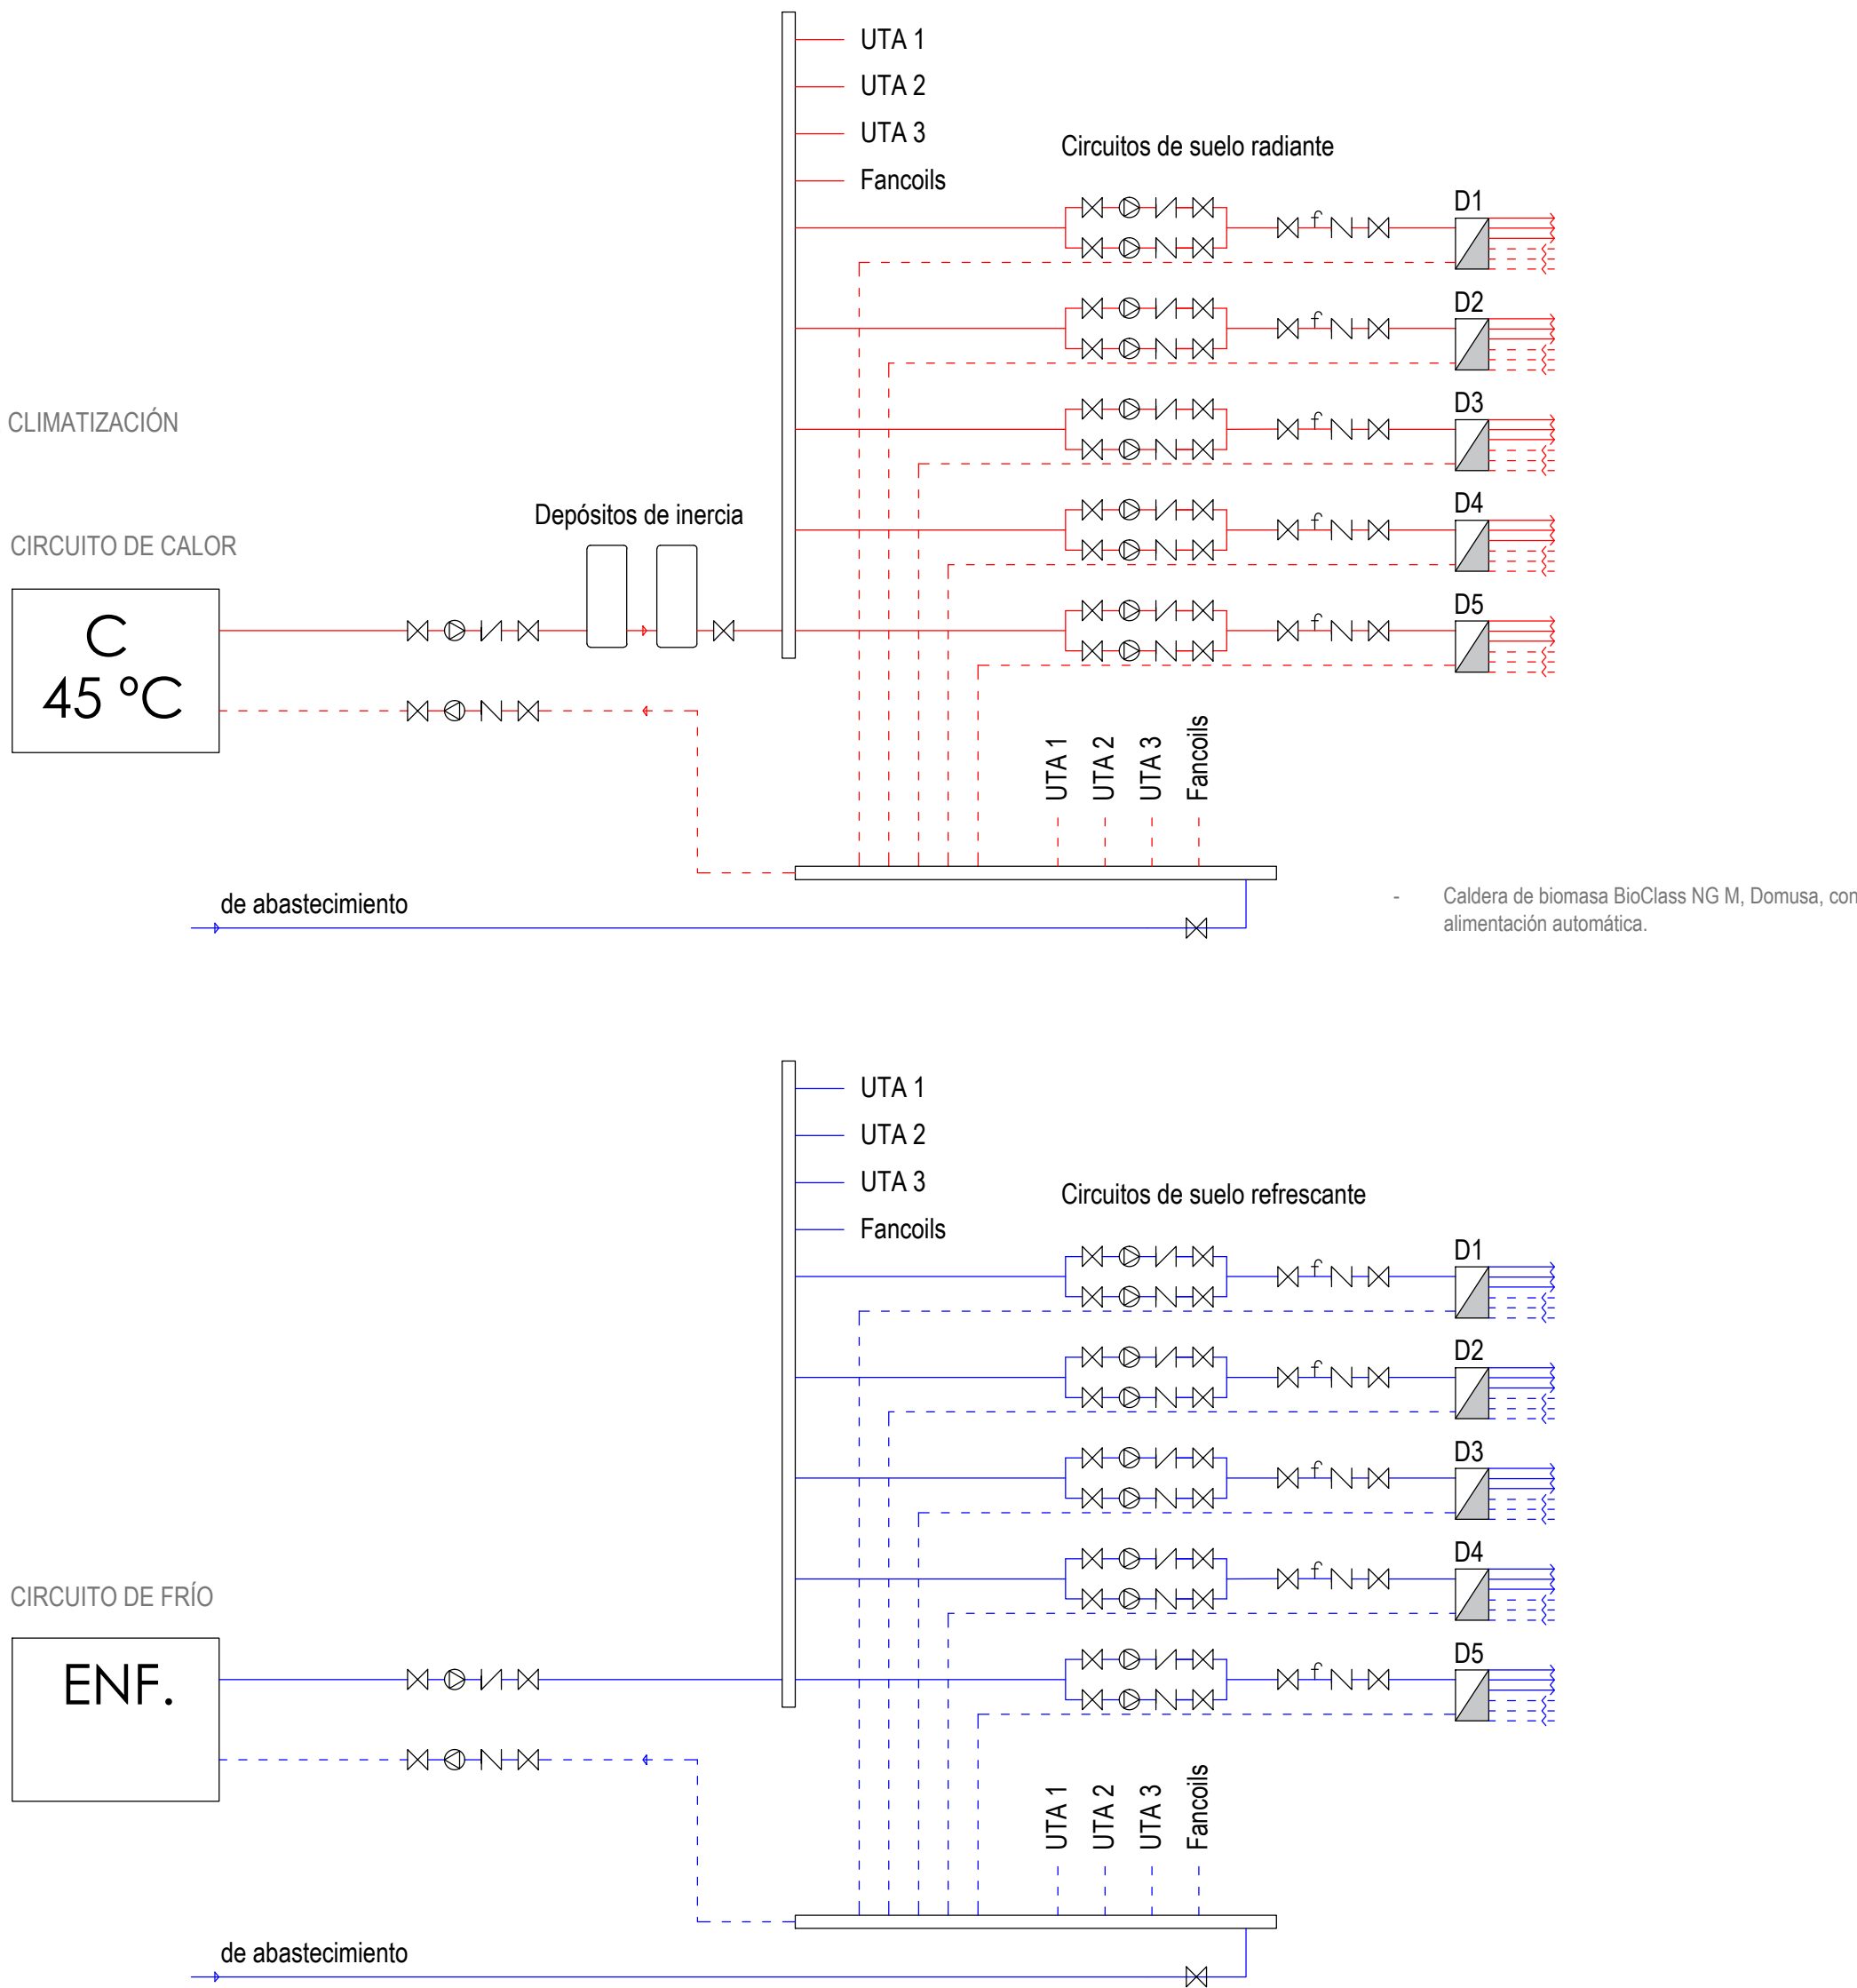 UTA 1
UTA 2
UTA 3
Fancoils
Circuitos de suelo radiante
D1
D2
D3
D4
D5
CLIMATIZACIÓN
CIRCUITO DE CALOR
Depósitos de inercia
C
45 ºC
UTA 1
UTA 2
UTA 3
Fancoils
de abastecimiento
- Caldera de biomasa BioClass NG M, Domusa, con
alimentación automática.
UTA 1
UTA 2
UTA 3
Fancoils
Circuitos de suelo refrescante
D1
D2
D3
D4
D5
CIRCUITO DE FRÍO
ENF.
UTA 1
UTA 2
UTA 3
Fancoils
de abastecimiento